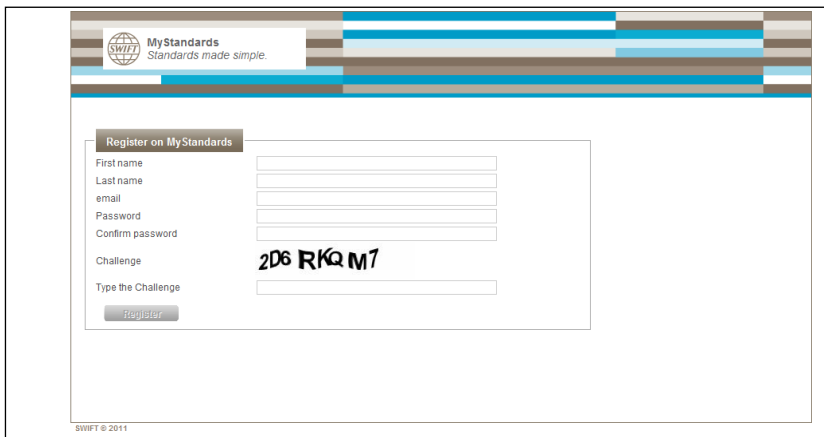 SWIFT
MyStandards
Standards made simple.
Register on MyStandards
First name
Last name
email
Password
Confirm password
Challenge 2D6 RKQ M7
Type the Challenge
Register
SWIFT © 2011